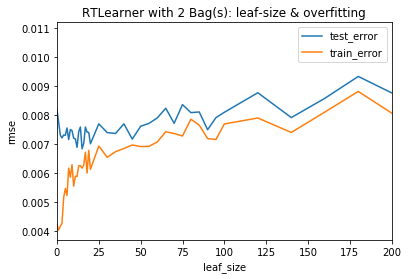 RTLearner with 2 Bag(s): leaf-size & overfitting
test_error
train_error
rmse
0.011
0.010
0.009
0.008
0.007
0.006
0.005
0.004
0 25 50 75 100 125 150 175 200
leaf_size